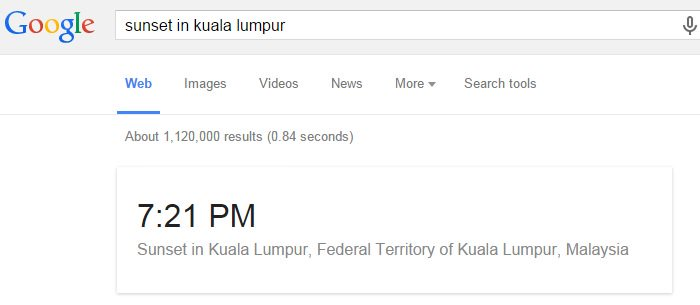 Google sunset in kuala lumpur
Web Images Videos News More Search tools
About 1,120,000 results (0.84 seconds)
7:21 PM
Sunset in Kuala Lumpur, Federal Territory of Kuala Lumpur, Malaysia